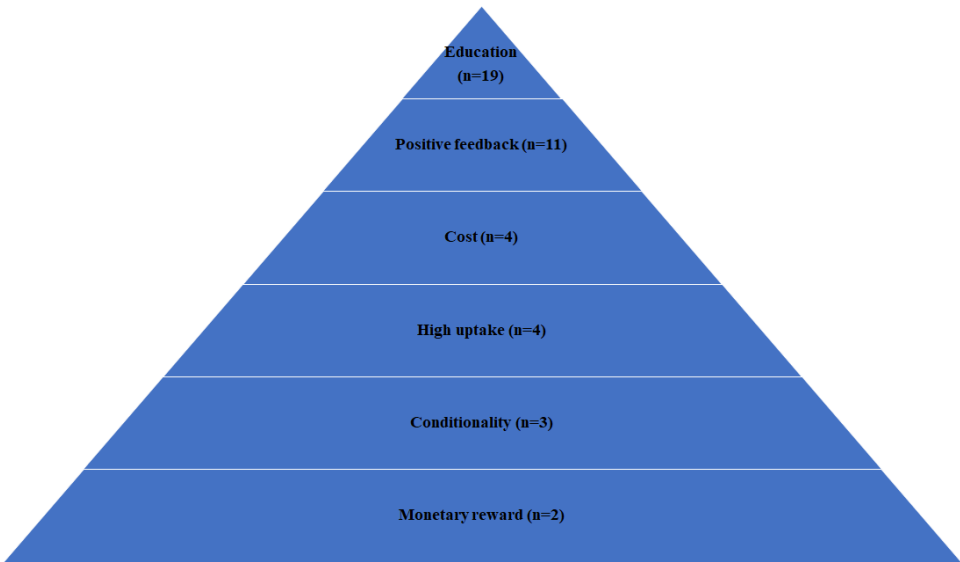 Education
(n=19)
Positive feedback (n=11)
Cost (n=4)
High uptake (n=4)
Conditionality (n=3)
Monetary reward (n=2)